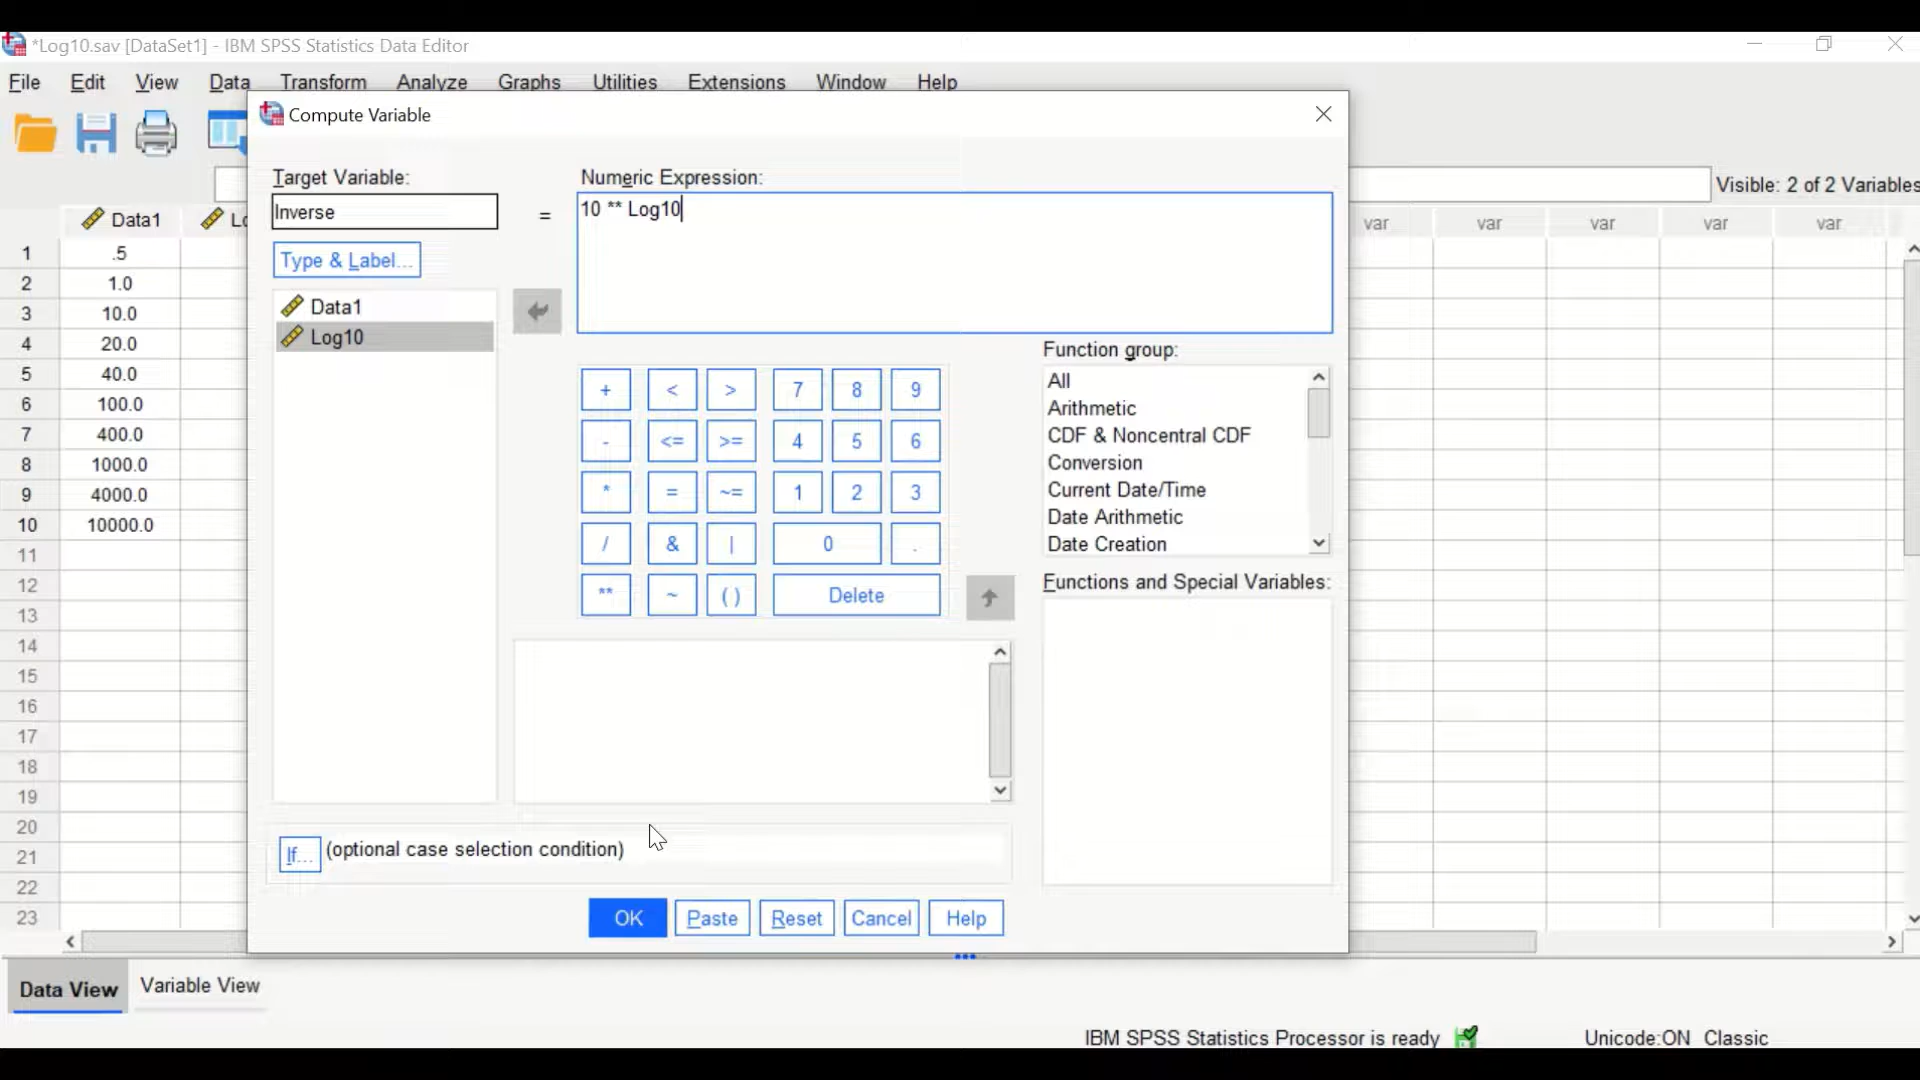 *Log10.sav [DataSet1] - IBM SPSS Statistics Data Editor
File Edit View Data Transform Analyze Graphs Utilities Extensions Window Help
Compute Variable
Visible: 2 of 2 Variables
Target Variable:
Numeric Expression:
Inverse
=
10 ** Log10
Type & Label...
Data1
Log10
Data1
var var var var var
1 .5
2 1.0
3 10.0
4 20.0
5 40.0
6 100.0
7 400.0
8 1000.0
9 4000.0
10 10000.0
11
12
13
14
15
16
17
18
19
20
21
22
23
+ < > 7 8 9
- <= >= 4 5 6
* = ~= 1 2 3
/ & | 0 .
** ~ ( ) Delete
Function group:
All
Arithmetic
CDF & Noncentral CDF
Conversion
Current Date/Time
Date Arithmetic
Date Creation
Functions and Special Variables:
If... (optional case selection condition)
OK Paste Reset Cancel Help
Data View Variable View
IBM SPSS Statistics Processor is ready Unicode:ON Classic